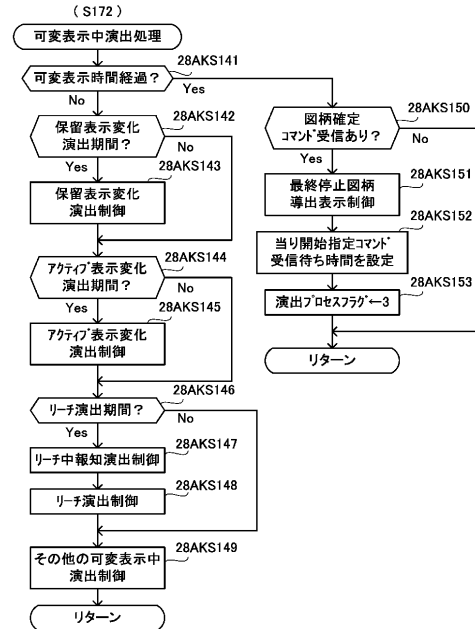 (S172)
可変表示中演出処理
可変表示時間経過?
28AKS141
Yes
No
保留表示変化
演出期間?
28AKS142
No
Yes
28AKS143
保留表示変化
演出制御
アクティブ表示変化
演出期間?
28AKS144
No
Yes
28AKS145
アクティブ表示変化
演出制御
リーチ演出期間?
28AKS146
No
Yes
28AKS147
リーチ中報知演出制御
28AKS148
リーチ演出制御
28AKS149
その他の可変表示中
演出制御
リターン
図柄確定
コマンド受信あり?
28AKS150
No
Yes
28AKS151
最終停止図柄
導出表示制御
28AKS152
当り開始指定コマンド
受信待ち時間を設定
28AKS153
演出プロセスフラグ←3
リターン